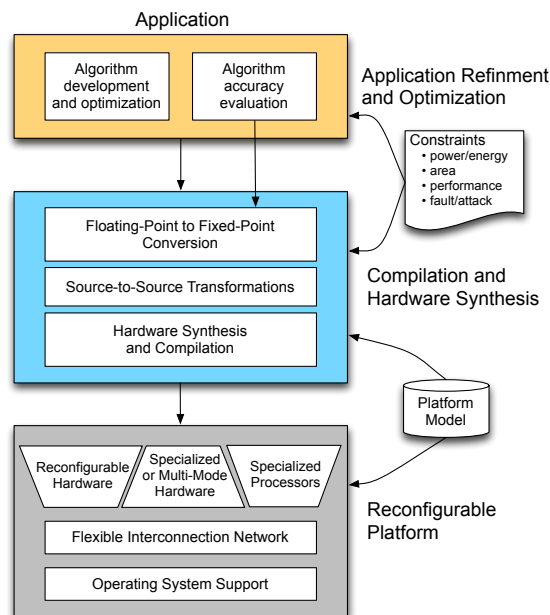 Application
Algorithm
development
and optimization
Algorithm
accuracy
evaluation
Application Refinment
and Optimization
Constraints
• power/energy
• area
• performance
• fault/attack
Floating-Point to Fixed-Point
Conversion
Source-to-Source Transformations
Hardware Synthesis
and Compilation
Compilation and
Hardware Synthesis
Platform
Model
Reconfigurable
Hardware
Specialized
or Multi-Mode
Hardware
Specialized
Processors
Flexible Interconnection Network
Operating System Support
Reconfigurable
Platform